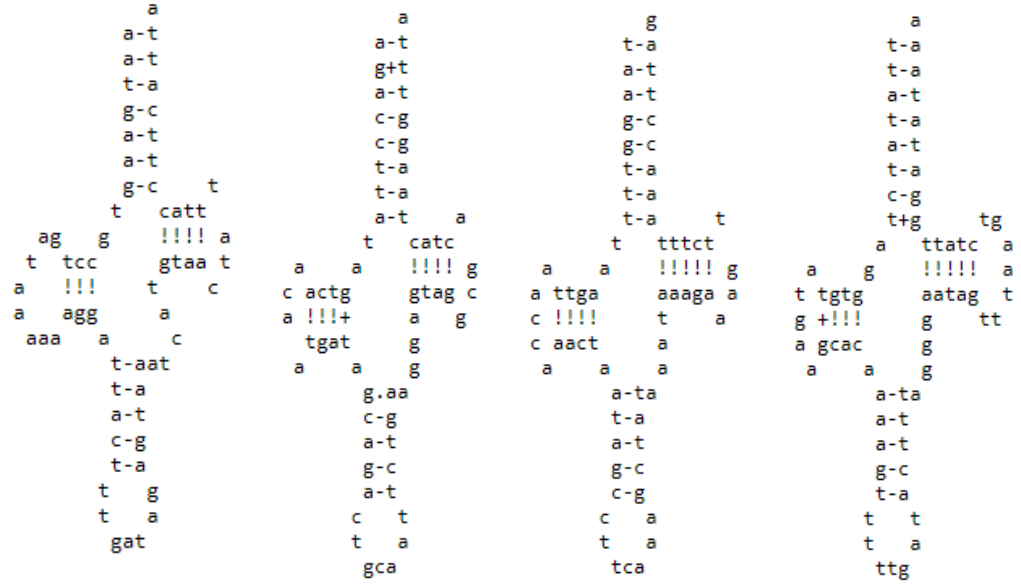 a
a-t
a-t
t-a
g-c
a-t
a-t
g-c t
t catt
ag g !!!! a
t tcc gtaa t
a !!! t c
a agg a
aaa a c
t-aat
t-a
a-t
c-g
t-a
t g
t a
gat
a
a-t
g+t
a-t
c-g
c-g
t-a
t-a
a-t a
t catc
a a !!!! g
c actg gtag c
a !!!+ a g
tgat g
a a g
g.aa
c-g
a-t
g-c
a-t
c t
t a
gca
g
t-a
a-t
a-t
g-c
g-c
t-a
t-a
t-a t
t tttct
a a !!!!! g
a ttga aaaga a
c !!!! t a
c aact a
a a a
a-ta
t-a
a-t
g-c
c-g
c a
t a
tca
a
t-a
t-a
a-t
t-a
a-t
t-a
c-g
t+g tg
a ttatc a
a g !!!!! a
t tgtg aatag t
g +!!! g tt
a gcac g
a a g
a-ta
a-t
a-t
g-c
t-a
t t
t a
ttg